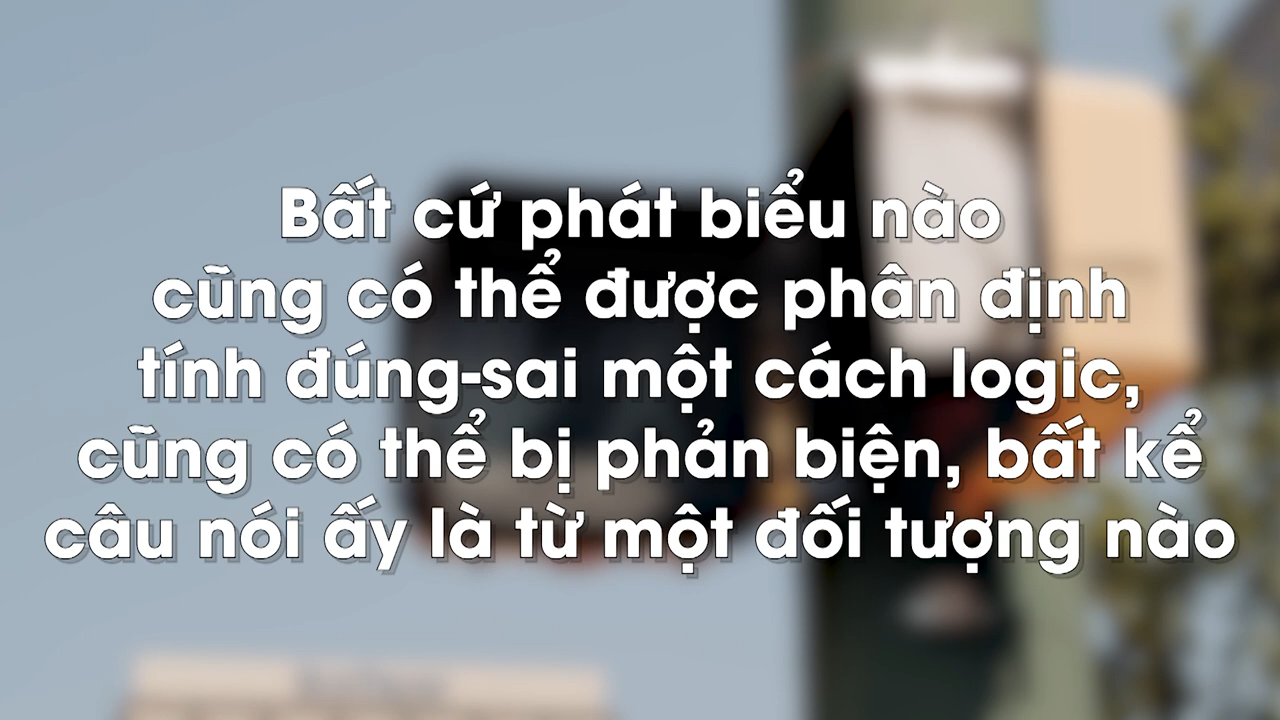 Bất cứ phát biểu nào
cũng có thể được phân định
tính đúng-sai một cách logic,
cũng có thể bị phản biện, bất kể
câu nói ấy là từ một đối tượng nào